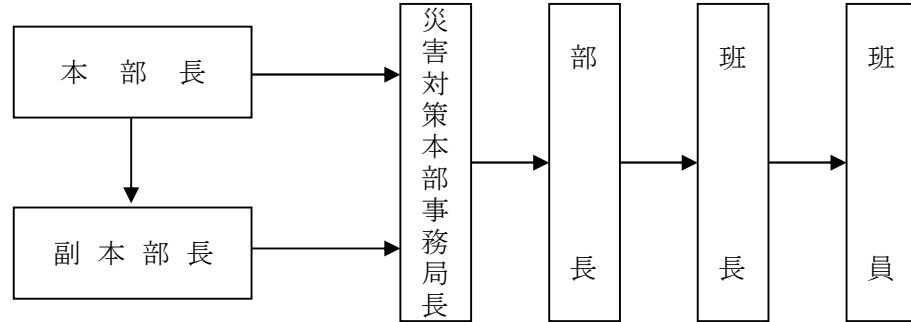 本部長
副本部長
災害対策本部事務局長
部長
班長
班員